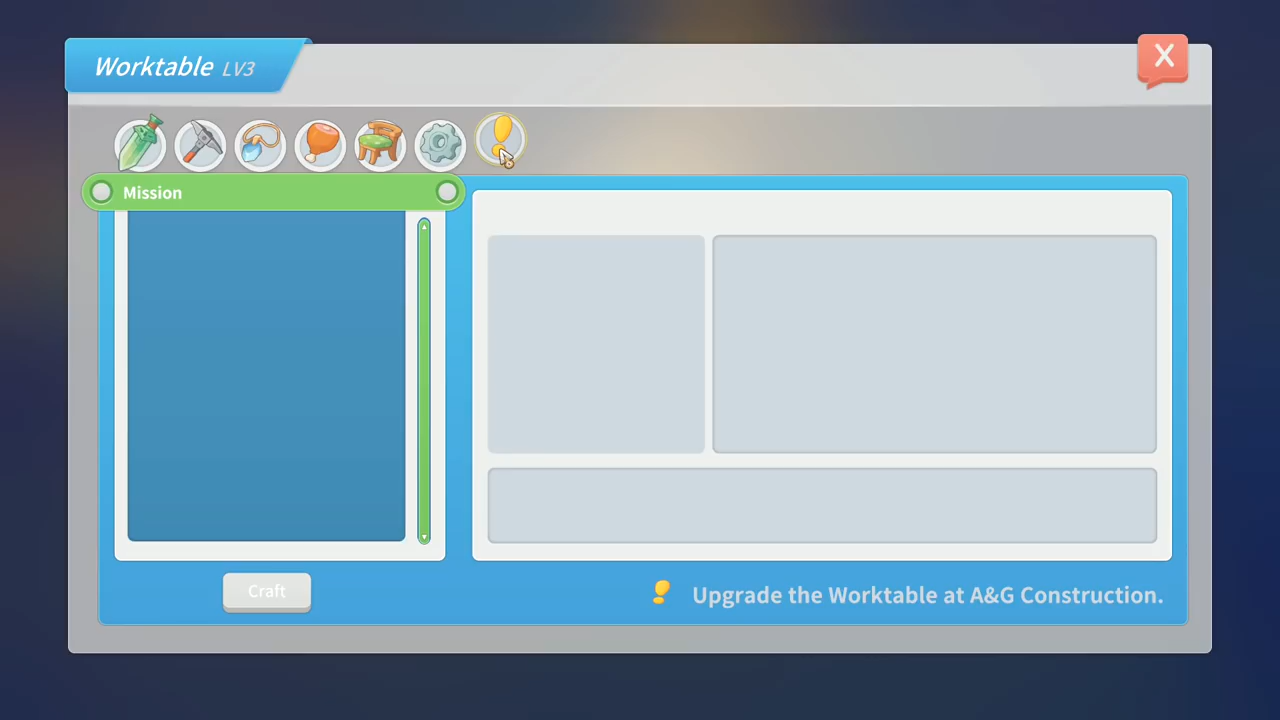 Worktable LV3
Mission
Craft
Upgrade the Worktable at A&G Construction.